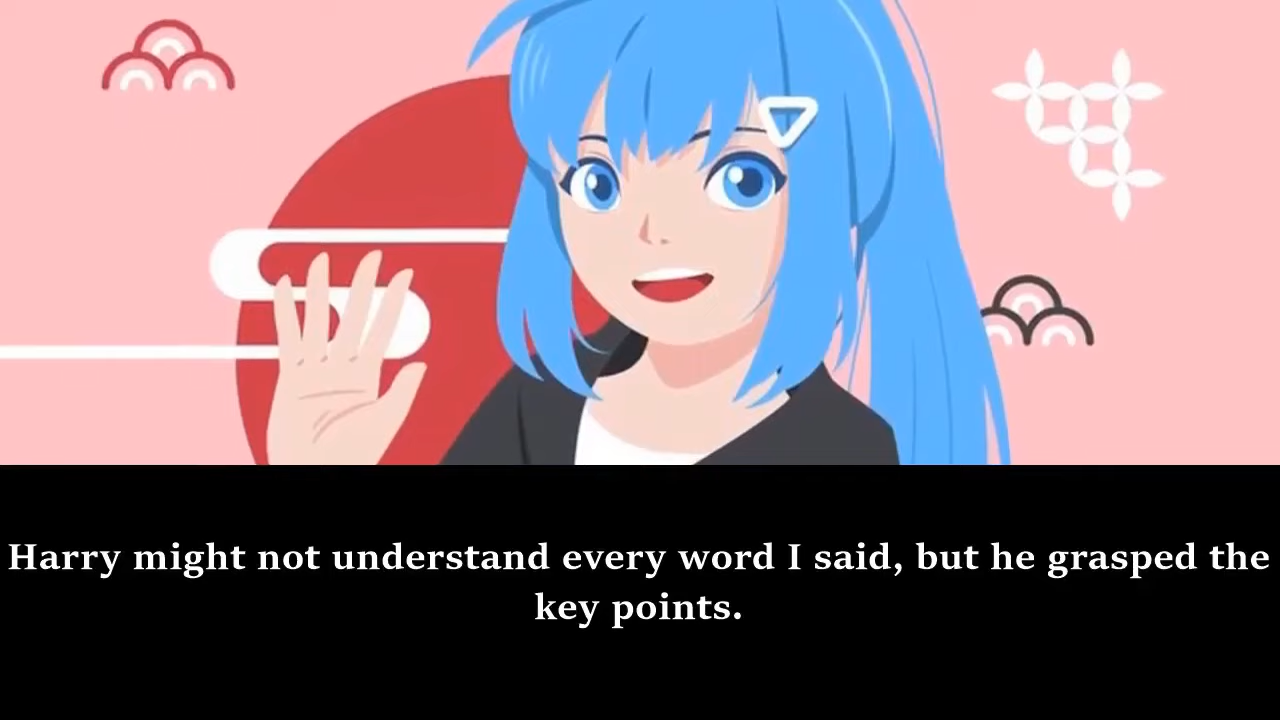 Harry might not understand every word I said, but he grasped the
key points.